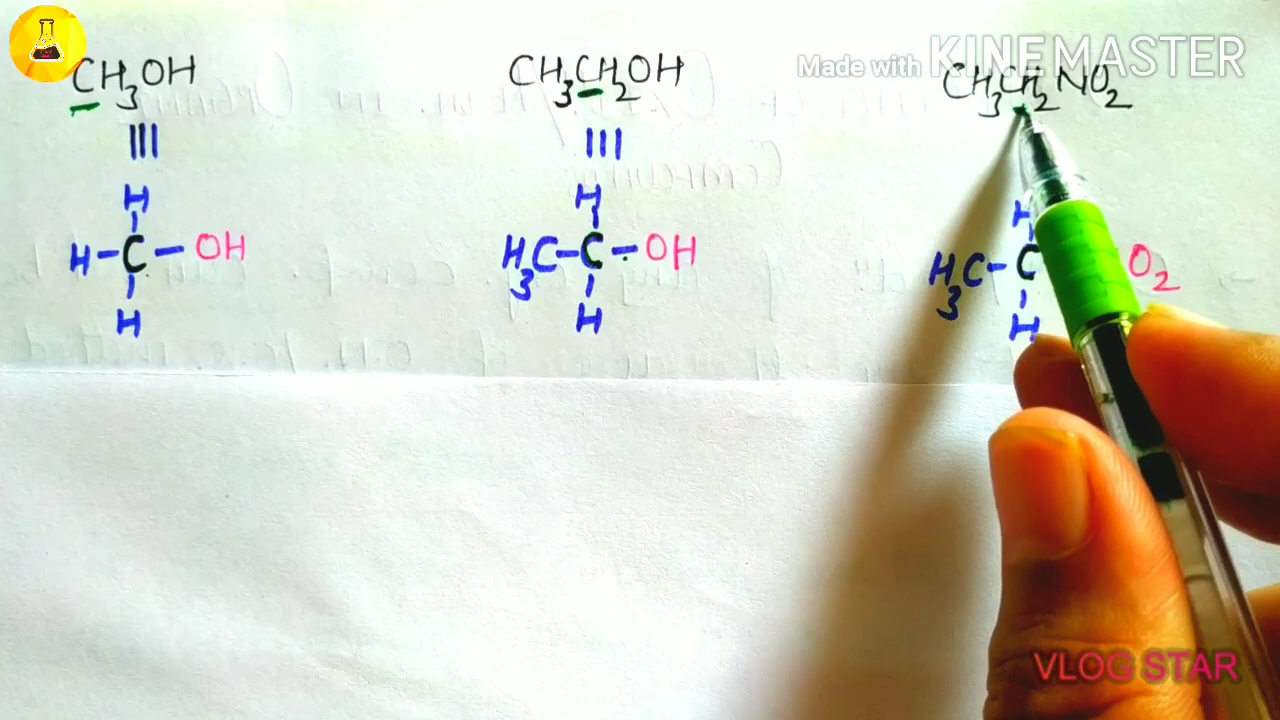 Made with KINEMASTER
CH3OH
CH3CH2OH
CH3CH2NO2
H
H-C-OH
H
H
H3C-C-OH
H
H
H3C-C O2
H
VLOG STAR